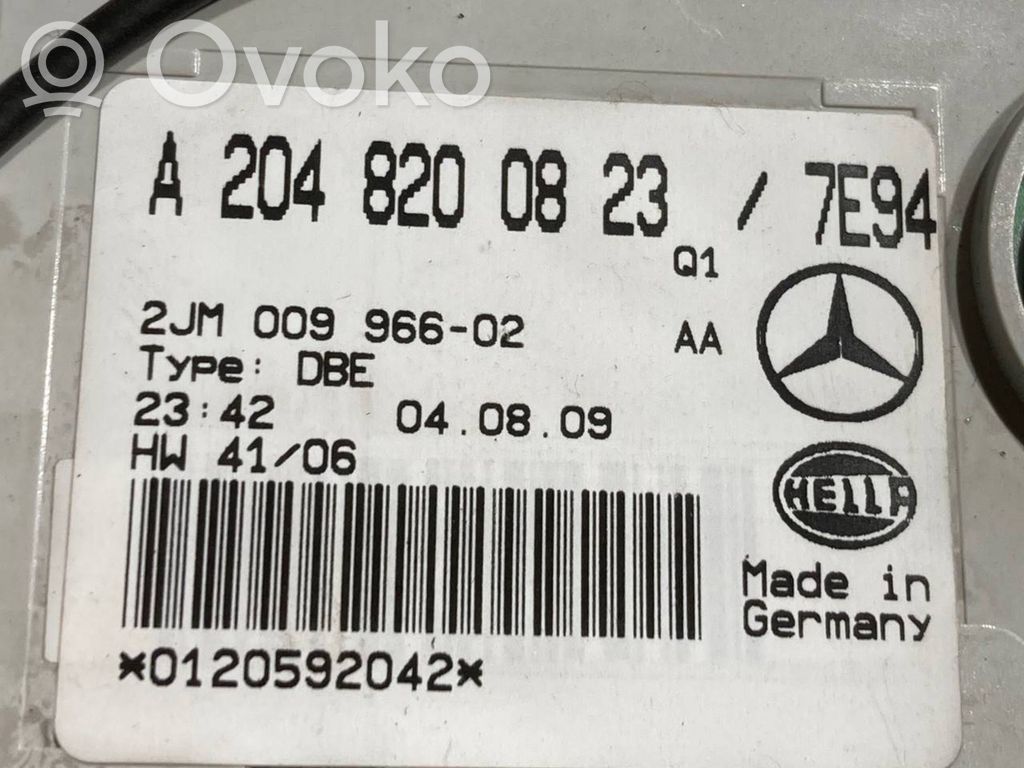 Ovoko
A 204 820 08 23 / 7E94
Q1
2JM 009 966-02
AA
Type: DBE
23:42 04.08.09
HW 41/06
HELLA
Made in
Germany
*0120592042*